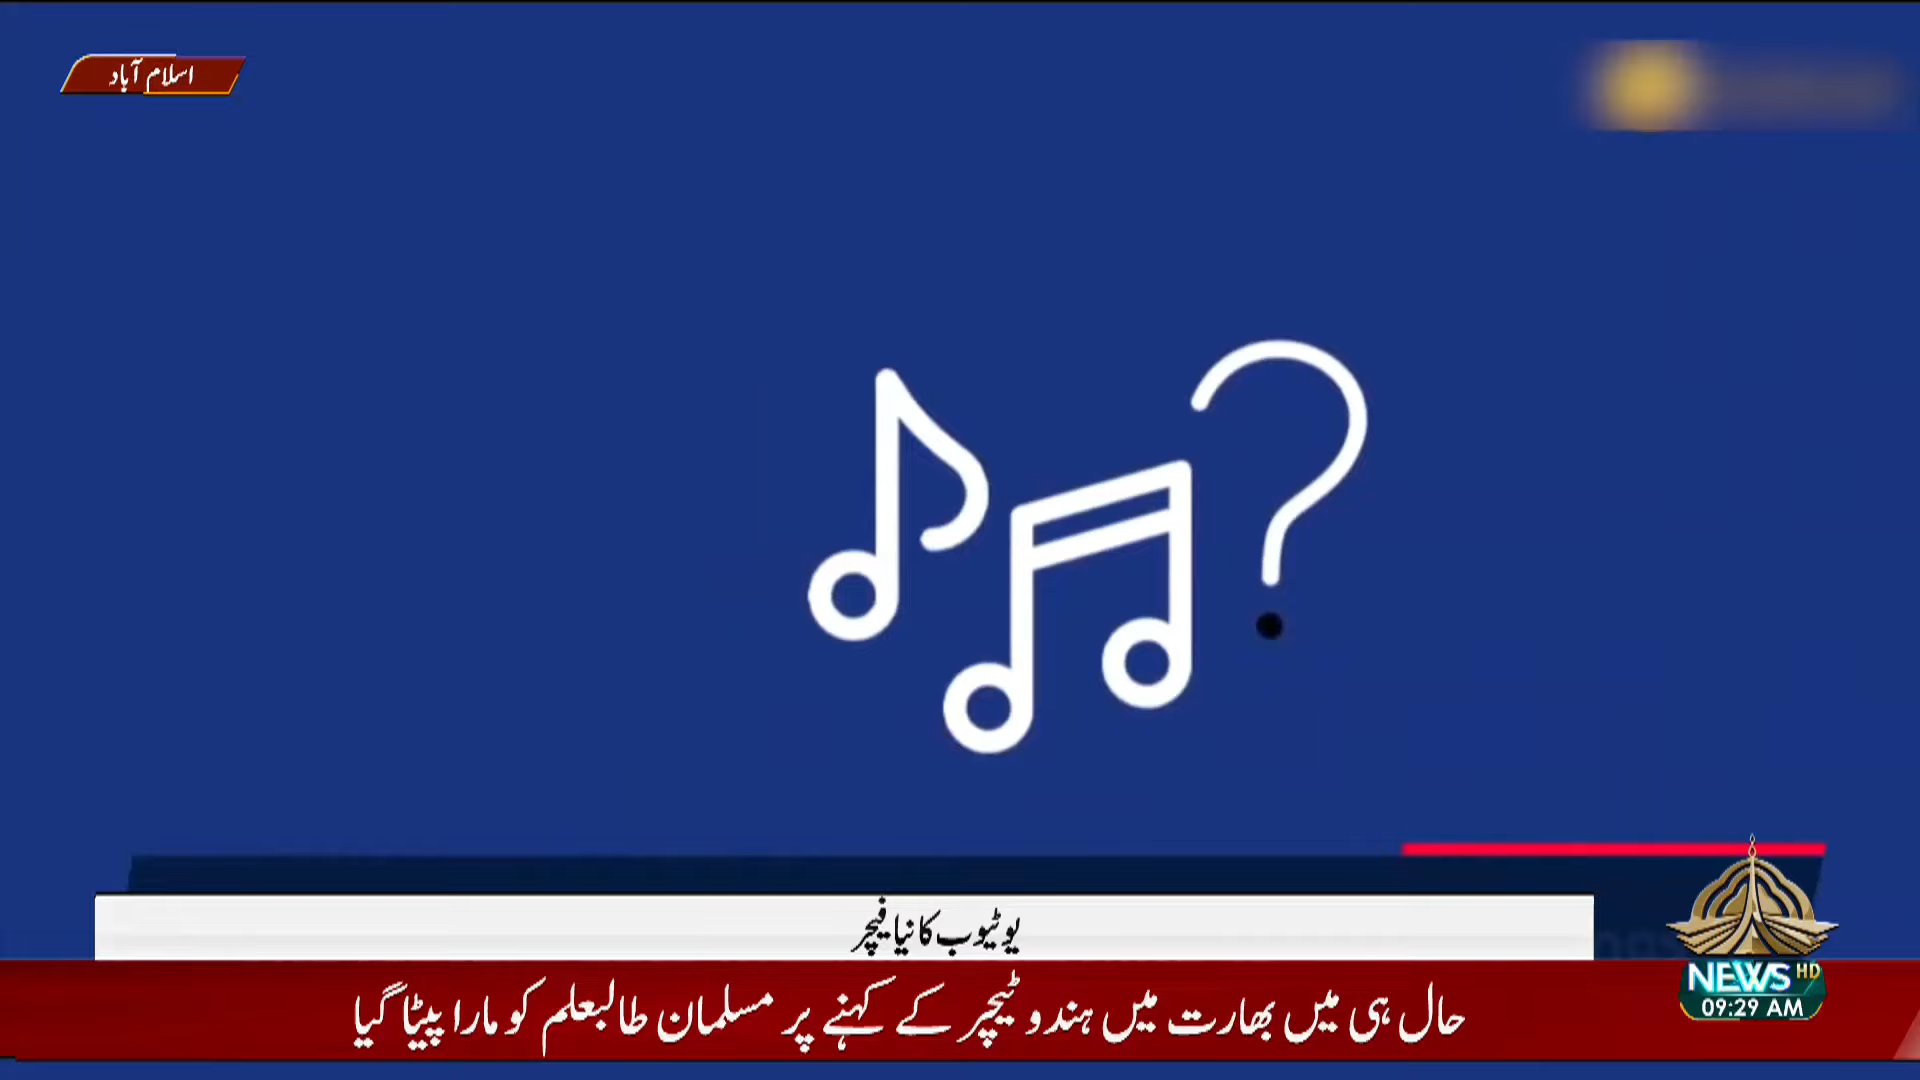 اسلام آباد
یوٹیوب کا نیا فیچر
حال ہی میں بھارت میں ہندو ٹیچر کے کہنے پر مسلمان طالبعلم کو مارا پیٹا گیا
NEWS HD
09:29 AM